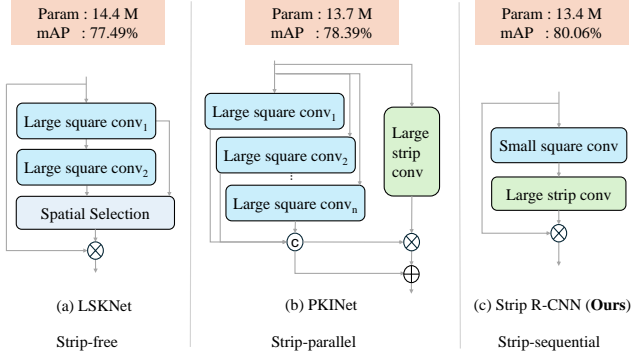 Param : 14.4 M
mAP : 77.49%
Large square conv1
Large square conv2
Spatial Selection
(a) LSKNet
Strip-free
Param : 13.7 M
mAP : 78.39%
Large square conv1
Large square conv2
⋮
Large square convn
Large
strip
conv
C
(b) PKINet
Strip-parallel
Param : 13.4 M
mAP : 80.06%
Small square conv
Large strip conv
(c) Strip R-CNN (Ours)
Strip-sequential